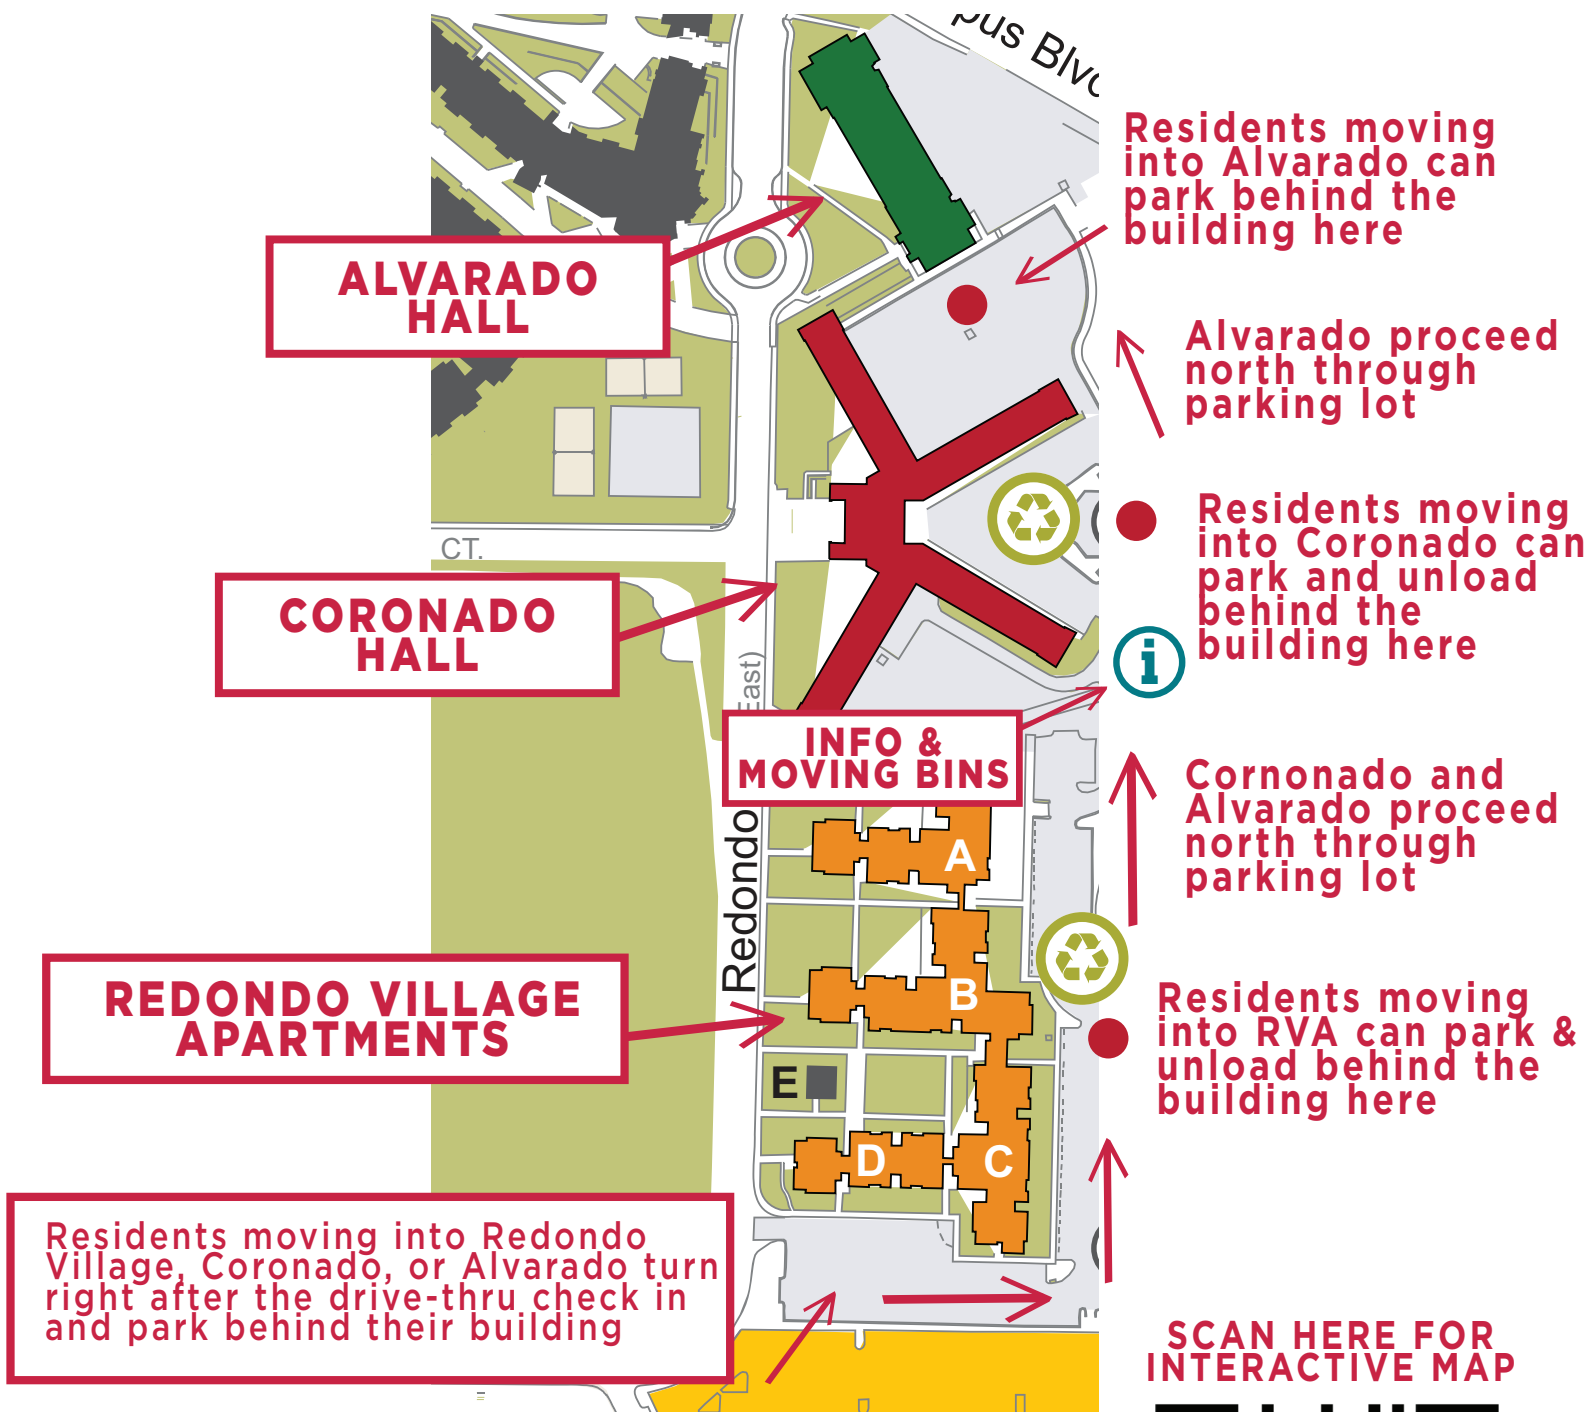 pus Blvd
Residents moving
into Alvarado can
park behind the
building here
ALVARADO
HALL
Alvarado proceed
north through
parking lot
Residents moving
into Coronado can
park and unload
behind the
building here
CT.
CORONADO
HALL
i
East)
INFO &
MOVING BINS
Cornonado and
Alvarado proceed
north through
parking lot
Redondo
A
B
REDONDO VILLAGE
APARTMENTS
Residents moving
into RVA can park &
unload behind the
building here
E
D
C
Residents moving into Redondo
Village, Coronado, or Alvarado turn
right after the drive-thru check in
and park behind their building
SCAN HERE FOR
INTERACTIVE MAP